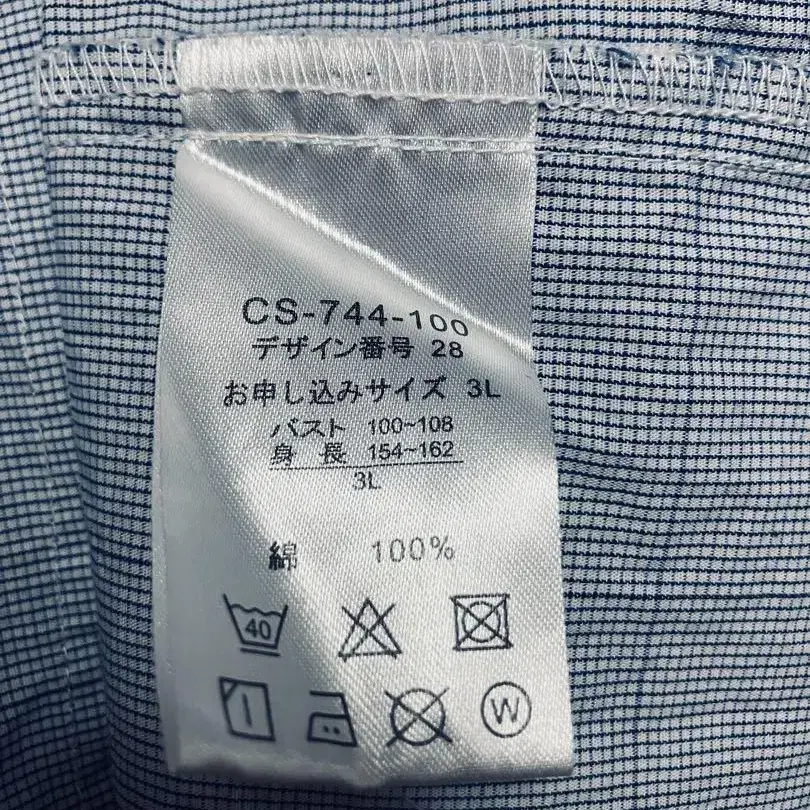 CS-744-100
デザイン番号 28
お申し込みサイズ 3L
バスト 100~108
身 長 154~162
3L
綿 100%
40
W